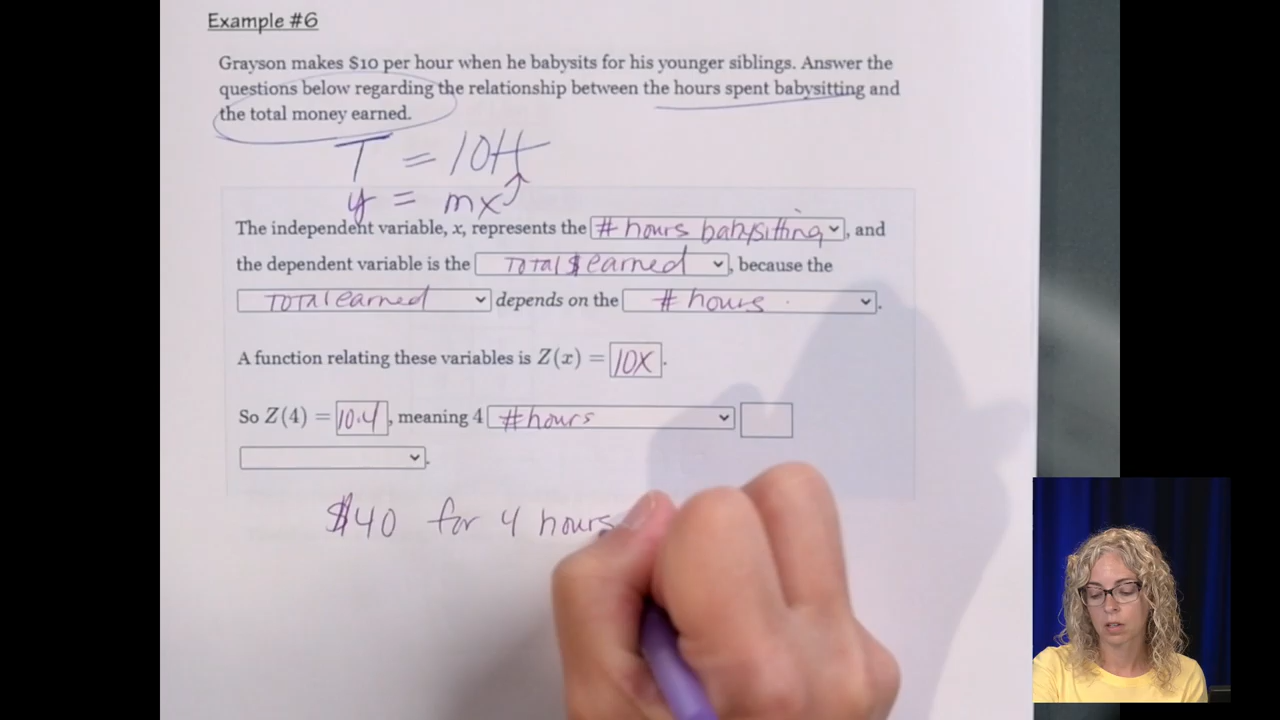 Example #6
Grayson makes $10 per hour when he babysits for his younger siblings. Answer the
questions below regarding the relationship between the hours spent babysitting and
the total money earned.
T = 10H
y = mx
The independent variable, x, represents the # hours babysitting, and
the dependent variable is the TOTAL $ earned, because the
TOTAL earned depends on the # hours.
A function relating these variables is Z(x) = 10X.
So Z(4) = 10·4, meaning 4 #hours
.
$40 for 4 hours